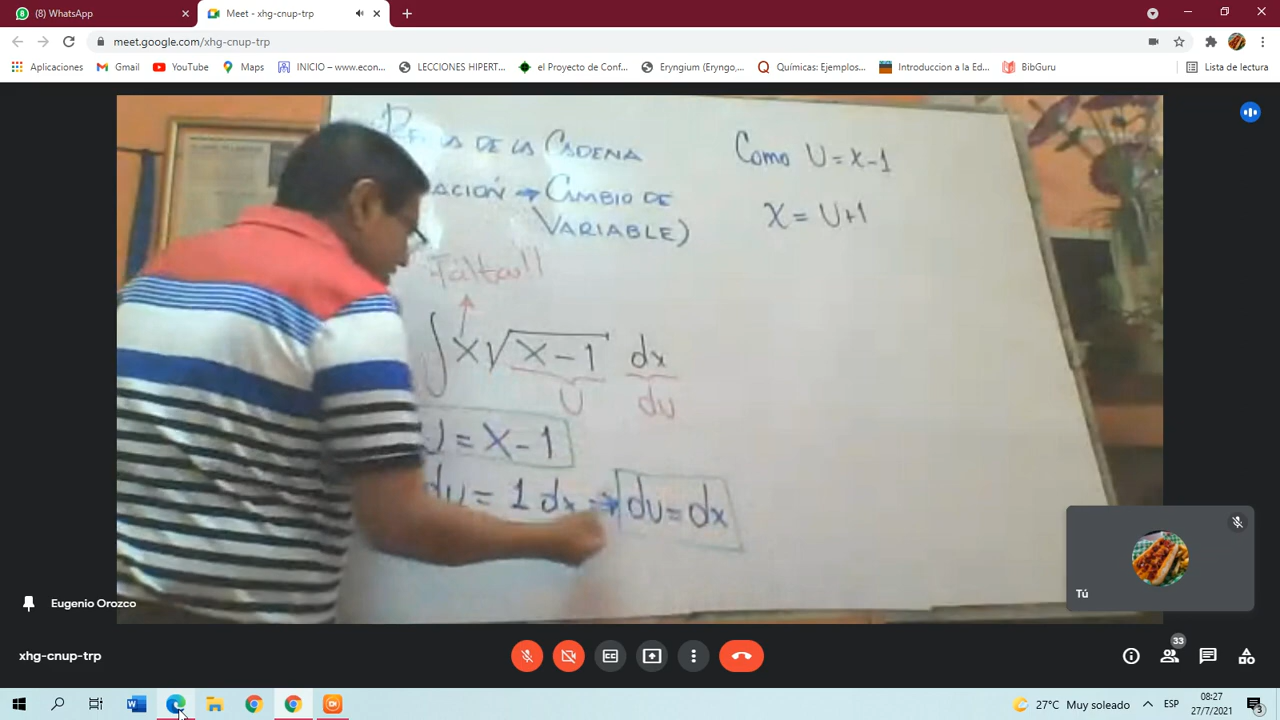 (8) WhatsApp
Meet - xhg-cnup-trp
meet.google.com/xhg-cnup-trp
Aplicaciones
Gmail
YouTube
Maps
INICIO – www.econ...
LECCIONES HIPERT...
el Proyecto de Conf...
Eryngium (Eryngo,...
Químicas: Ejemplos...
Introduccion a la Ed...
BibGuru
Lista de lectura
DE LA CADENA
ACIÓN → CAMBIO DE
VARIABLE)
Falta!!
∫ X √X-1 dx
U du
U = X-1
du = 1 dx → du = dx
Como U = X-1
X = U+1
Eugenio Orozco
Tú
xhg-cnup-trp
33
27°C Muy soleado
ESP
08:27
27/7/2021
3